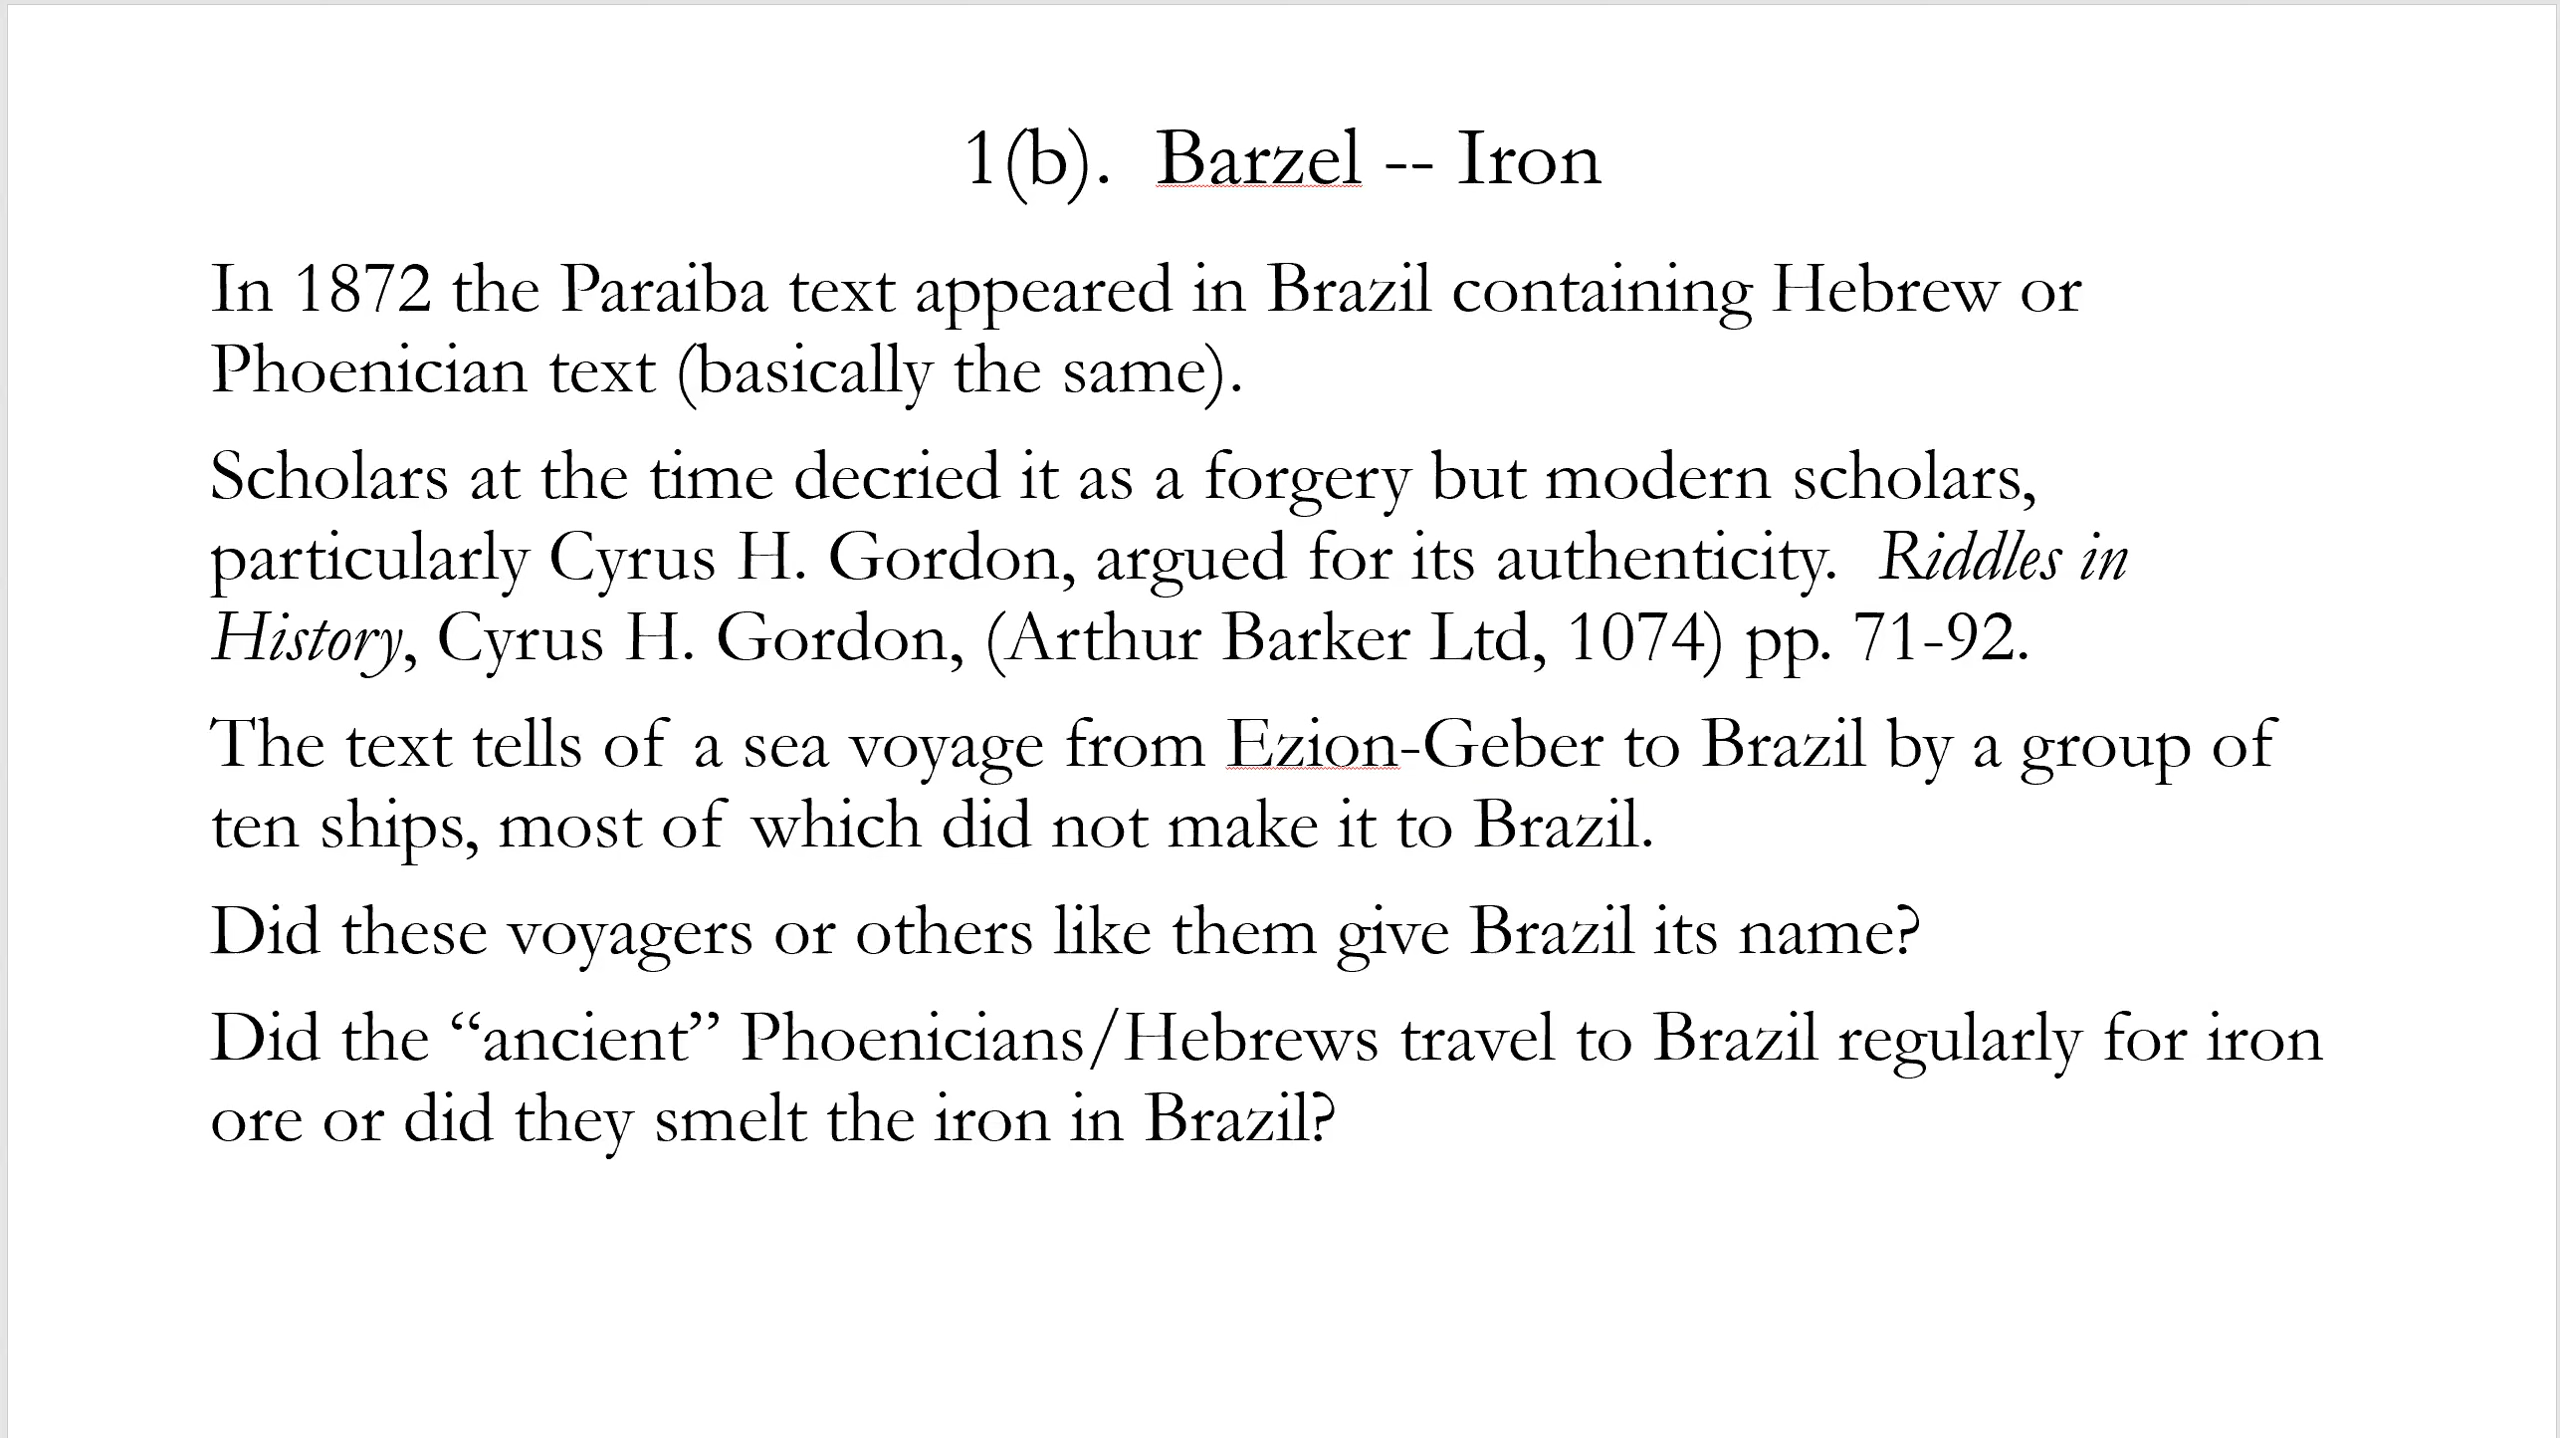 1(b).  Barzel -- Iron
In 1872 the Paraiba text appeared in Brazil containing Hebrew or
Phoenician text (basically the same).
Scholars at the time decried it as a forgery but modern scholars,
particularly Cyrus H. Gordon, argued for its authenticity.  Riddles in
History, Cyrus H. Gordon, (Arthur Barker Ltd, 1074) pp. 71-92.
The text tells of a sea voyage from Ezion-Geber to Brazil by a group of
ten ships, most of which did not make it to Brazil.
Did these voyagers or others like them give Brazil its name?
Did the “ancient” Phoenicians/Hebrews travel to Brazil regularly for iron
ore or did they smelt the iron in Brazil?